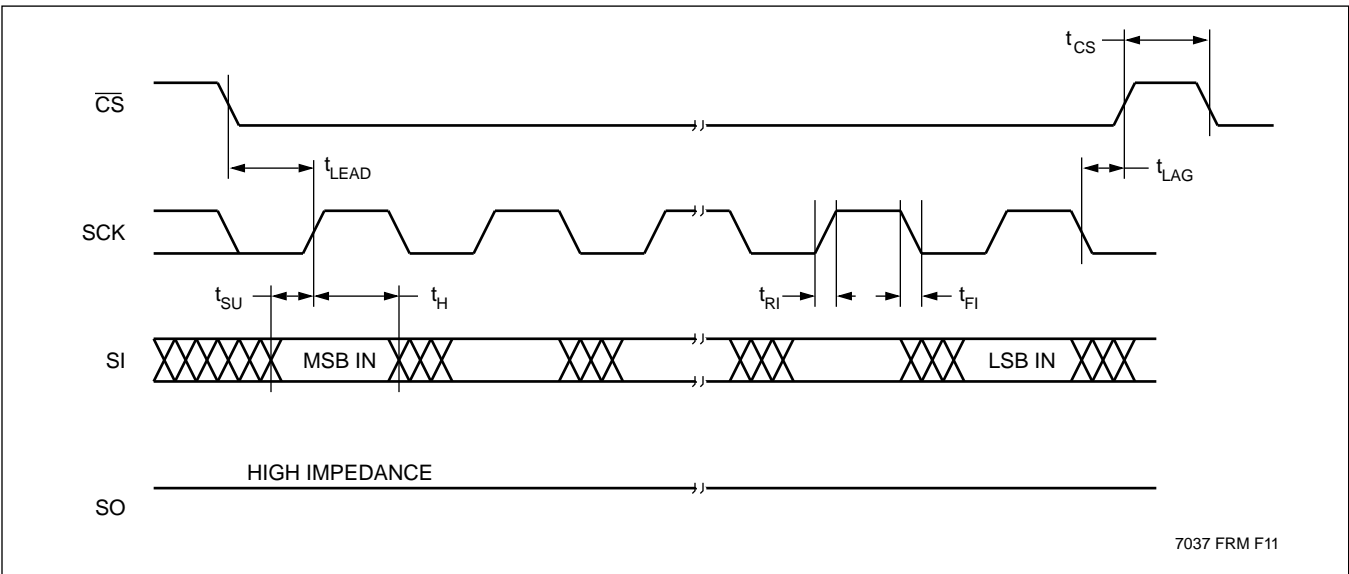 tCS
CS
tLEAD
tLAG
SCK
tSU
tH
tRI
tFI
SI
MSB IN
LSB IN
HIGH IMPEDANCE
SO
7037 FRM F11